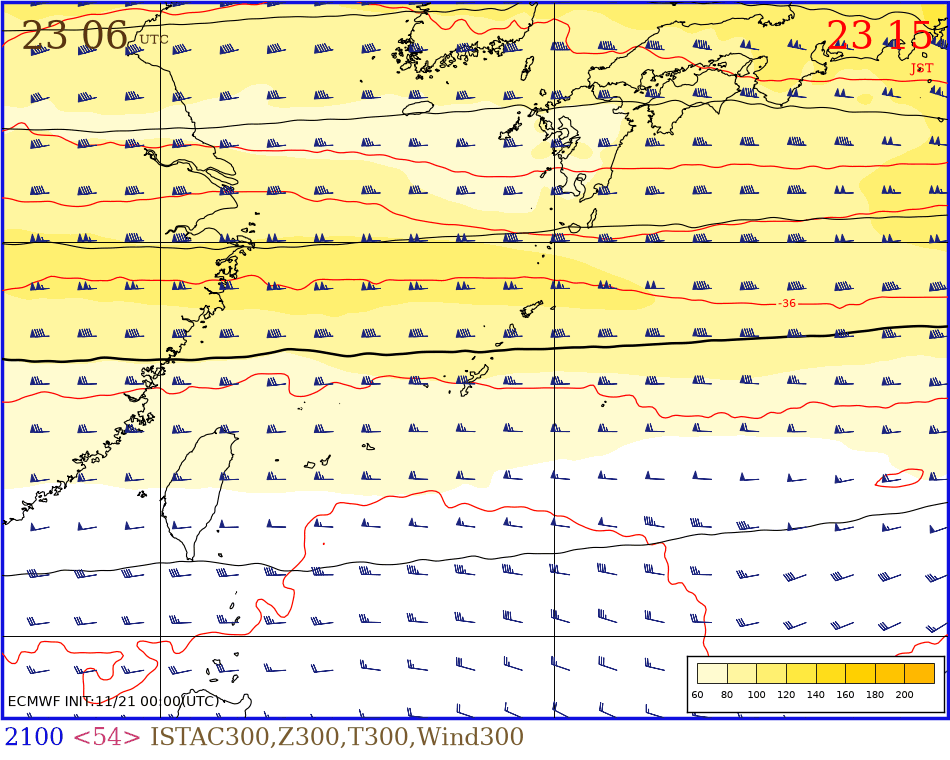 23 06 UTC 23 15
JST
-36
60 80 100 120 140 160 180 200
ECMWF INIT:11/21 00:00(UTC)
2100 <54> ISTAC300,Z300,T300,Wind300